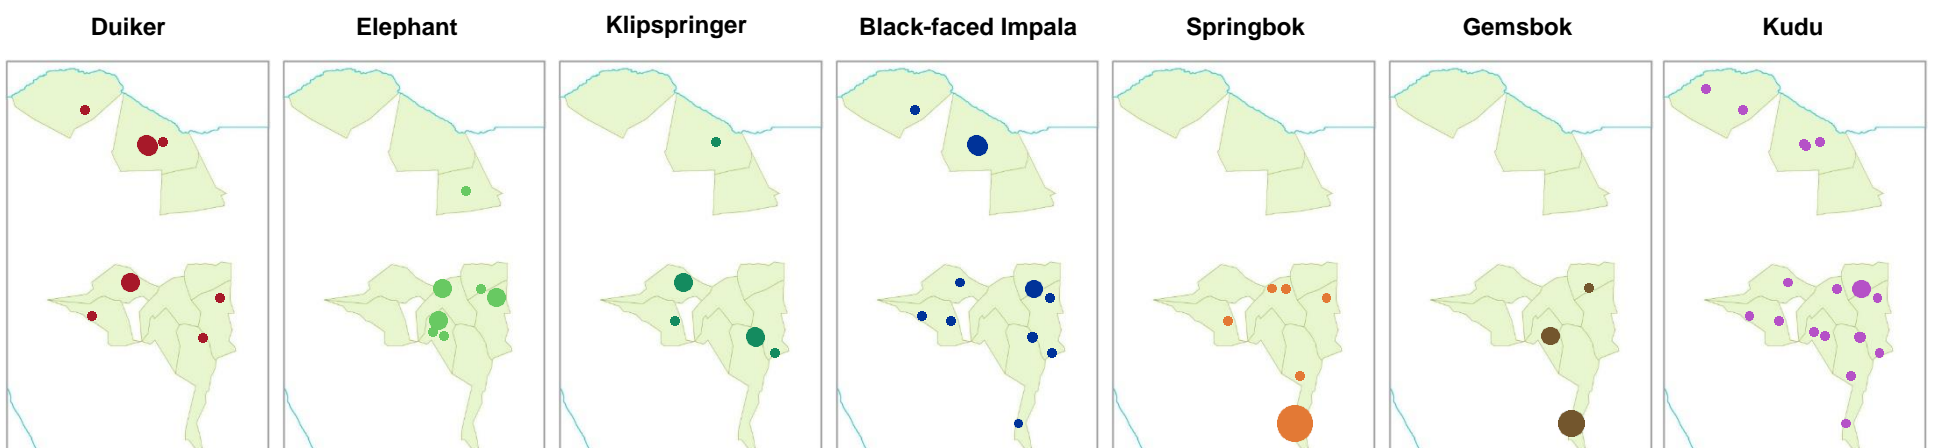 Duiker
Elephant
Klipspringer
Black-faced Impala
Springbok
Gemsbok
Kudu